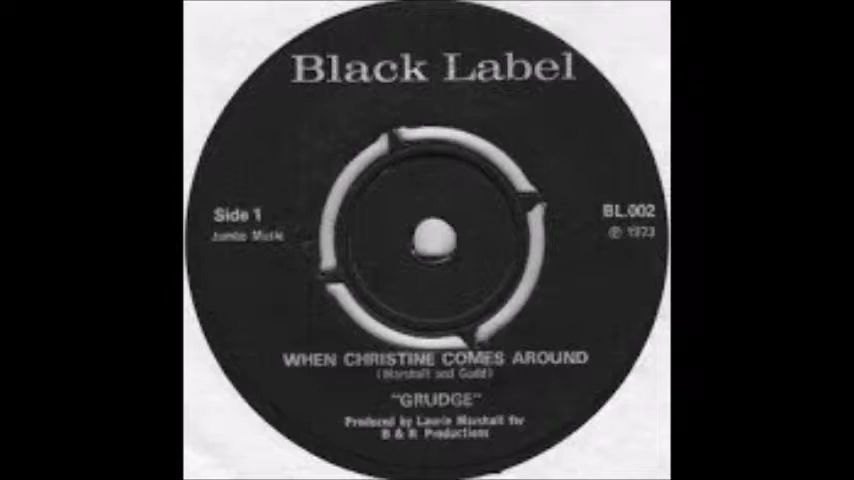 Black Label
Side 1
Jumbo Music
BL.002
℗ 1973
WHEN CHRISTINE COMES AROUND
(Marshall and Gudd)
"GRUDGE"
Produced by Laurie Marshall for
B & R Productions